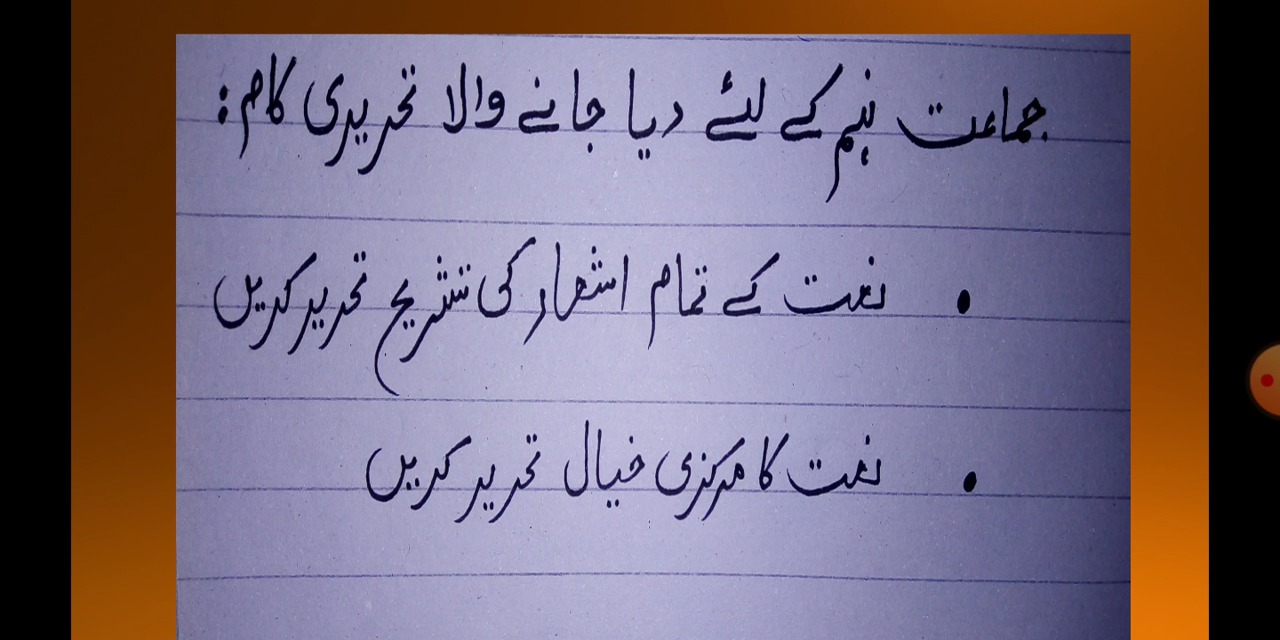 جماعت نہم کے لئے دیا جانے والا تحریری کام:
• نعت کے تمام اشعار کی تشریح تحریر کریں
• نعت کا مرکزی خیال تحریر کریں